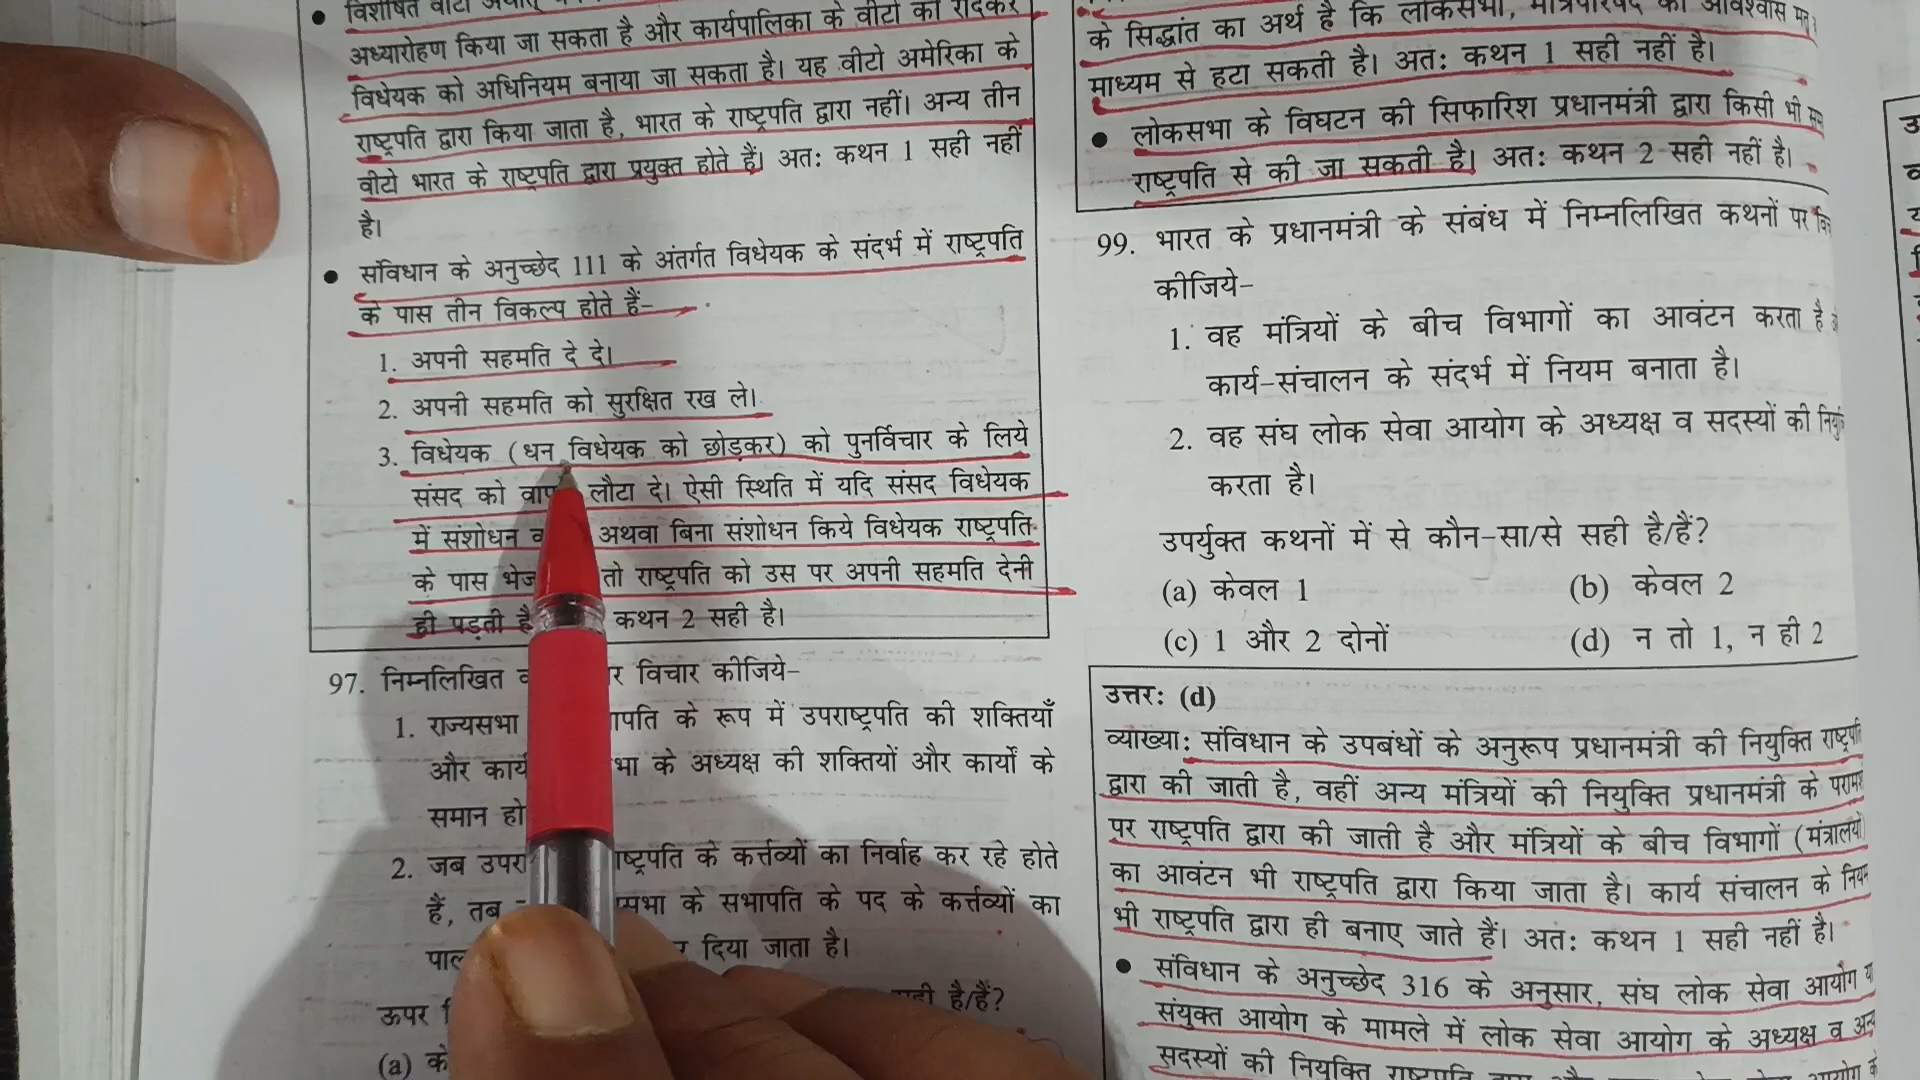 विशेषित वीटो
अध्यारोहण किया जा सकता है और कार्यपालिका के वीटो को रद्दकर
विधेयक को अधिनियम बनाया जा सकता है। यह वीटो अमेरिका के
राष्ट्रपति द्वारा किया जाता है, भारत के राष्ट्रपति द्वारा नहीं। अन्य तीन
वीटो भारत के राष्ट्रपति द्वारा प्रयुक्त होते हैं। अतः कथन 1 सही नहीं
है।
● संविधान के अनुच्छेद 111 के अंतर्गत विधेयक के संदर्भ में राष्ट्रपति
के पास तीन विकल्प होते हैं-
1. अपनी सहमति दे दे।
2. अपनी सहमति को सुरक्षित रख ले।
3. विधेयक (धन विधेयक को छोड़कर) को पुनर्विचार के लिये
संसद को लौटा दे। ऐसी स्थिति में यदि संसद विधेयक
में संशोधन अथवा बिना संशोधन किये विधेयक राष्ट्रपति
के पास तो राष्ट्रपति को उस पर अपनी सहमति देनी
ही पड़ती है कथन 2 सही है।
97. निम्नलिखित विचार कीजिये-
1. राज्यसभा के रूप में उपराष्ट्रपति की शक्तियाँ
और के अध्यक्ष की शक्तियों और कार्यों के
समान
2. जब के कर्त्तव्यों का निर्वाह कर रहे होते
हैं, तब के सभापति के पद के कर्त्तव्यों का
दिया जाता है।
ऊपर है/हैं?
(a)
के सिद्धांत का अर्थ है कि लोकसभा, मंत्रिपरिषद को अविश्वास
माध्यम से हटा सकती है। अतः कथन 1 सही नहीं है।
● लोकसभा के विघटन की सिफारिश प्रधानमंत्री द्वारा किसी भी
राष्ट्रपति से की जा सकती है। अतः कथन 2 सही नहीं है।
99. भारत के प्रधानमंत्री के संबंध में निम्नलिखित कथनों पर
कीजिये-
1. वह मंत्रियों के बीच विभागों का आवंटन करता है
कार्य-संचालन के संदर्भ में नियम बनाता है।
2. वह संघ लोक सेवा आयोग के अध्यक्ष व सदस्यों की
करता है।
उपर्युक्त कथनों में से कौन-सा/से सही है/हैं?
(a) केवल 1 (b) केवल 2
(c) 1 और 2 दोनों (d) न तो 1, न ही 2
उत्तरः (d)
व्याख्याः संविधान के उपबंधों के अनुरूप प्रधानमंत्री की नियुक्ति राष्ट्रपति
द्वारा की जाती है, वहीं अन्य मंत्रियों की नियुक्ति प्रधानमंत्री के
पर राष्ट्रपति द्वारा की जाती है और मंत्रियों के बीच विभागों (मंत्रालयों
का आवंटन भी राष्ट्रपति द्वारा किया जाता है। कार्य संचालन के नियम
भी राष्ट्रपति द्वारा ही बनाए जाते हैं। अतः कथन 1 सही नहीं है।
● संविधान के अनुच्छेद 316 के अनुसार, संघ लोक सेवा आयोग
संयुक्त आयोग के मामले में लोक सेवा आयोग के अध्यक्ष व
सदस्यों की नियुक्ति